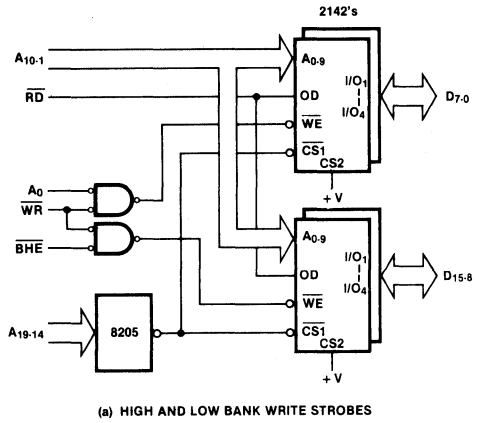 2142's
A10-1
A0-9
I/O1
I/O4
D7-0
RD
OD
WE
CS1
CS2
+ V
A0
WR
BHE
A0-9
I/O1
I/O4
D15-8
OD
WE
A19-14
8205
CS1
CS2
+ V
(a) HIGH AND LOW BANK WRITE STROBES